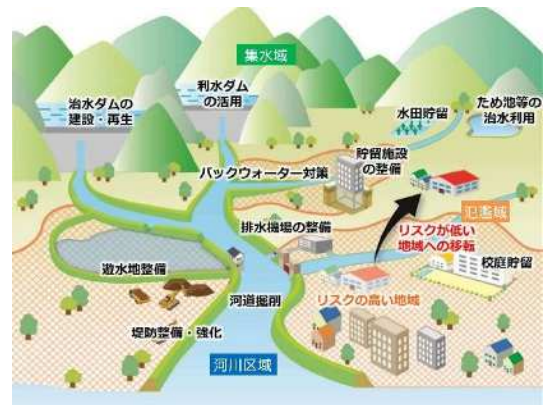 集水域
治水ダムの
建設・再生
利水ダム
の活用
水田貯留
ため池等の
治水利用
貯留施設
の整備
バックウォーター対策
氾濫域
リスクが低い
地域への移転
排水機場の整備
校庭貯留
遊水地整備
リスクの高い地域
河道掘削
堤防整備・強化
河川区域